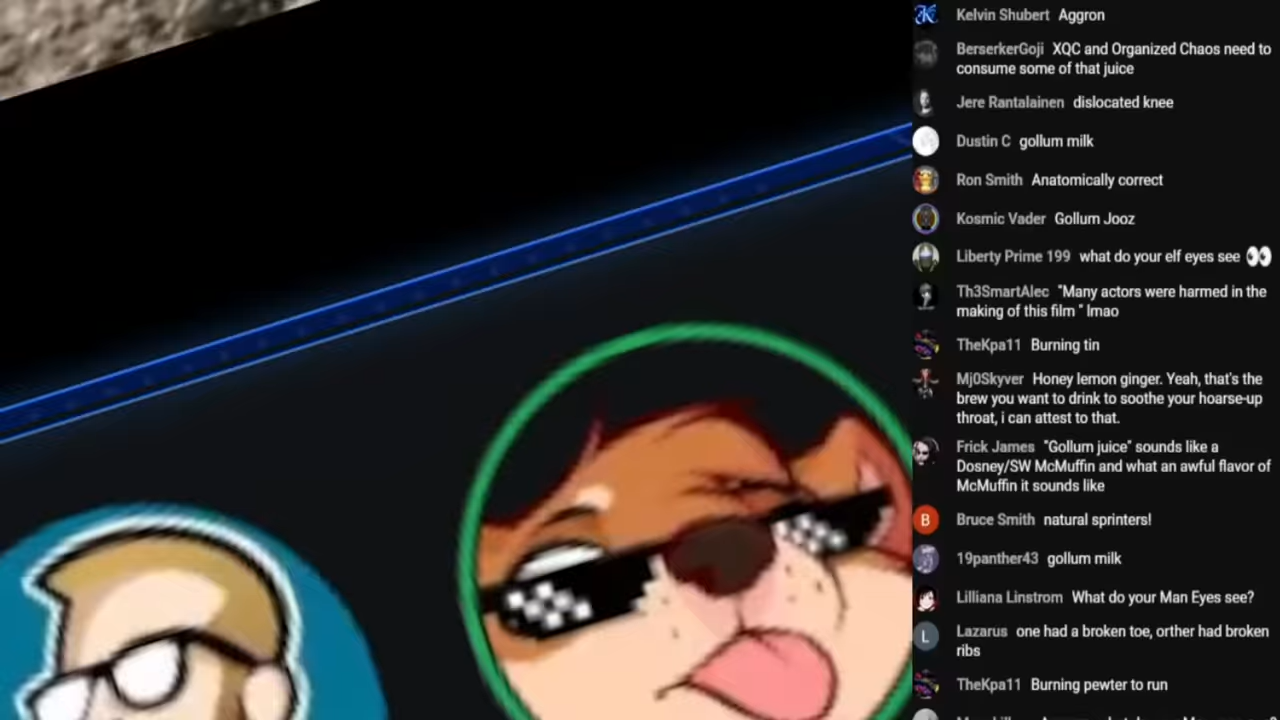 Kelvin Shubert Aggron
BerserkerGoji XQC and Organized Chaos need to
consume some of that juice
Jere Rantalainen dislocated knee
Dustin C gollum milk
Ron Smith Anatomically correct
Kosmic Vader Gollum Jooz
Liberty Prime 199 what do your elf eyes see 👀
Th3SmartAlec "Many actors were harmed in the
making of this film " lmao
TheKpa11 Burning tin
Mj0Skyver Honey lemon ginger. Yeah, that's the
brew you want to drink to soothe your hoarse-up
throat, i can attest to that.
Frick James "Gollum juice" sounds like a
Dosney/SW McMuffin and what an awful flavor of
McMuffin it sounds like
B
Bruce Smith natural sprinters!
19panther43 gollum milk
Lilliana Linstrom What do your Man Eyes see?
L
Lazarus one had a broken toe, orther had broken
ribs
TheKpa11 Burning pewter to run